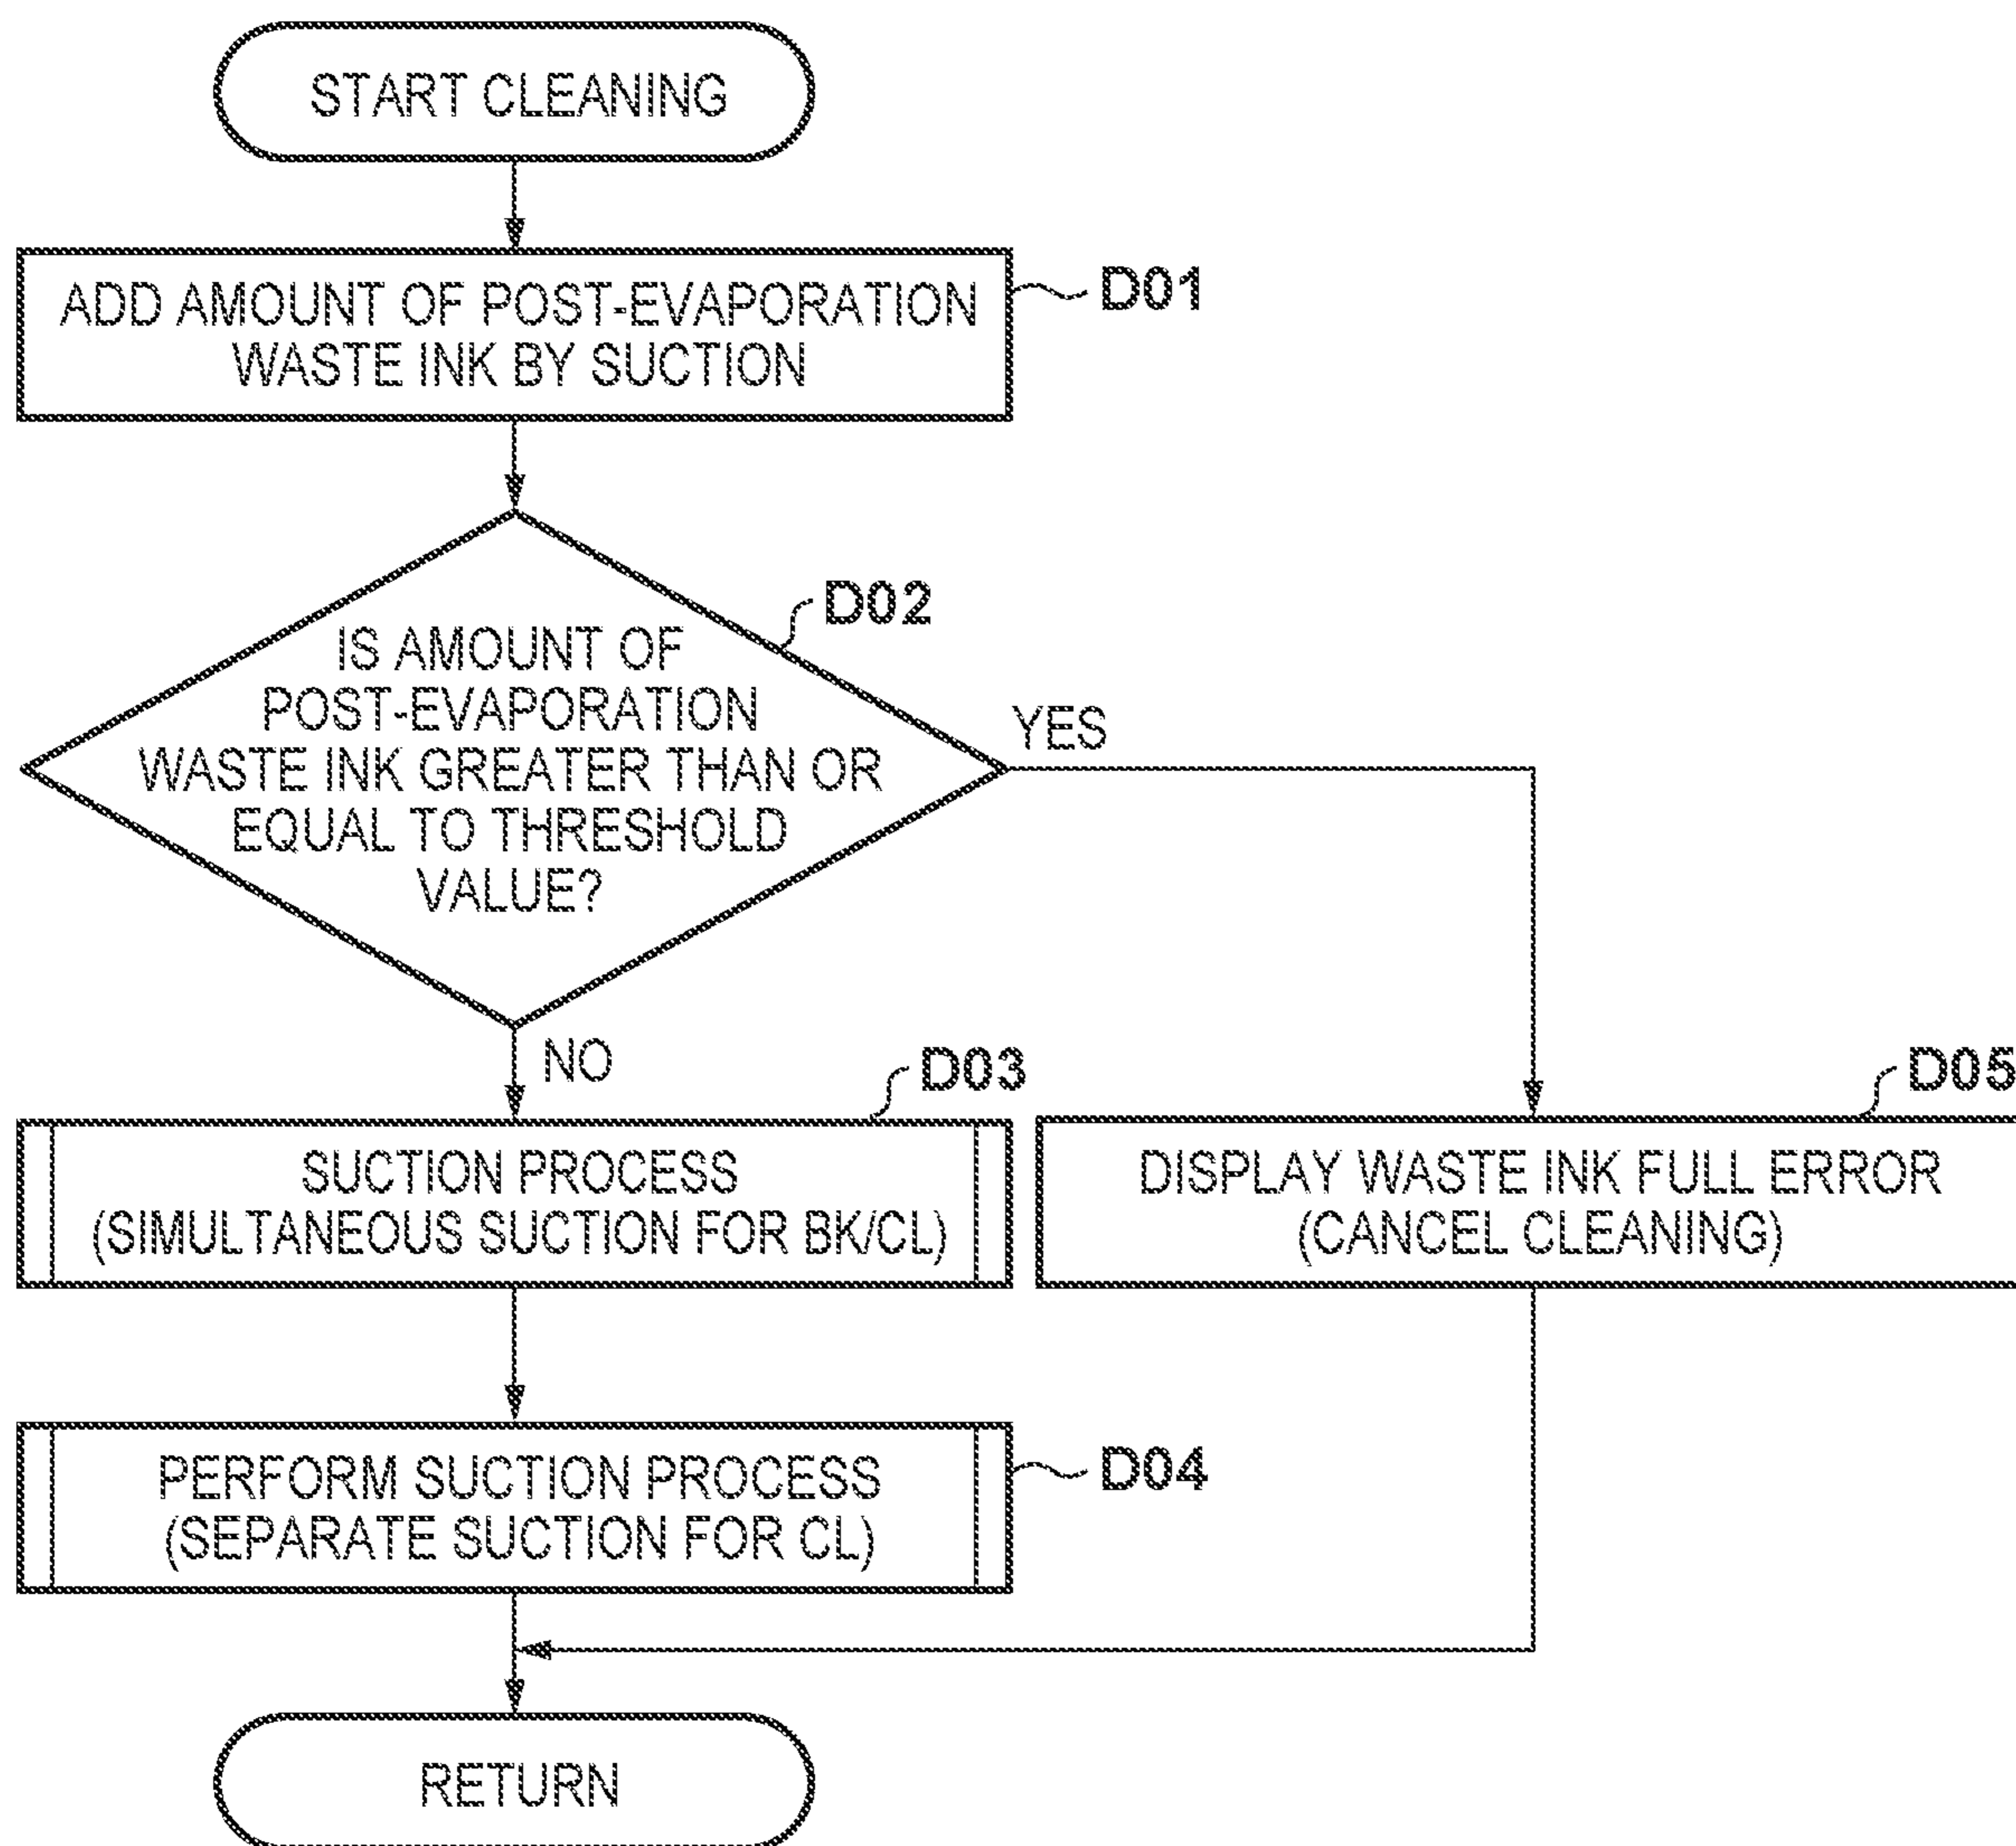 START CLEANING
ADD AMOUNT OF POST-EVAPORATION
WASTE INK BY SUCTION
D01
D02
IS AMOUNT OF
POST-EVAPORATION
WASTE INK GREATER THAN OR
EQUAL TO THRESHOLD
VALUE?
YES
NO
D03
SUCTION PROCESS
(SIMULTANEOUS SUCTION FOR BK/CL)
D05
DISPLAY WASTE INK FULL ERROR
(CANCEL CLEANING)
PERFORM SUCTION PROCESS
(SEPARATE SUCTION FOR CL)
D04
RETURN